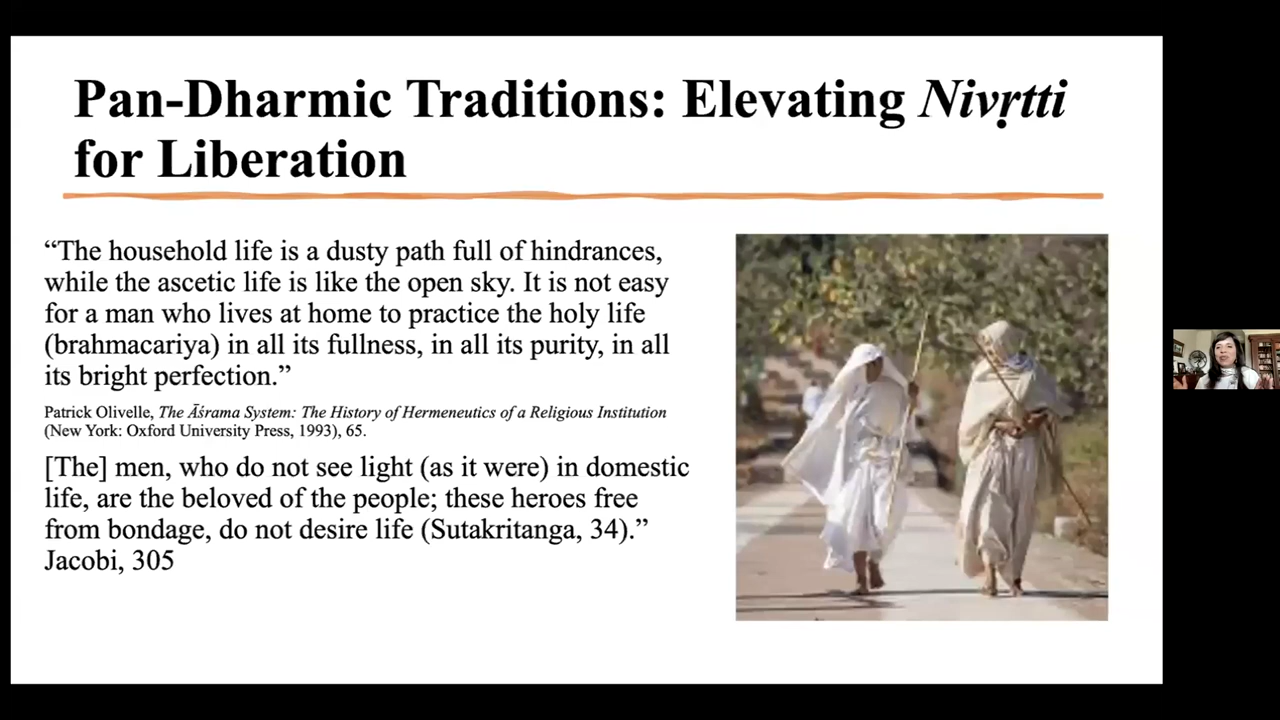 Pan-Dharmic Traditions: Elevating Nivṛtti
for Liberation
“The household life is a dusty path full of hindrances,
while the ascetic life is like the open sky. It is not easy
for a man who lives at home to practice the holy life
(brahmacariya) in all its fullness, in all its purity, in all
its bright perfection.”
Patrick Olivelle, The Āśrama System: The History of Hermeneutics of a Religious Institution
(New York: Oxford University Press, 1993), 65.
[The] men, who do not see light (as it were) in domestic
life, are the beloved of the people; these heroes free
from bondage, do not desire life (Sutakritanga, 34).”
Jacobi, 305